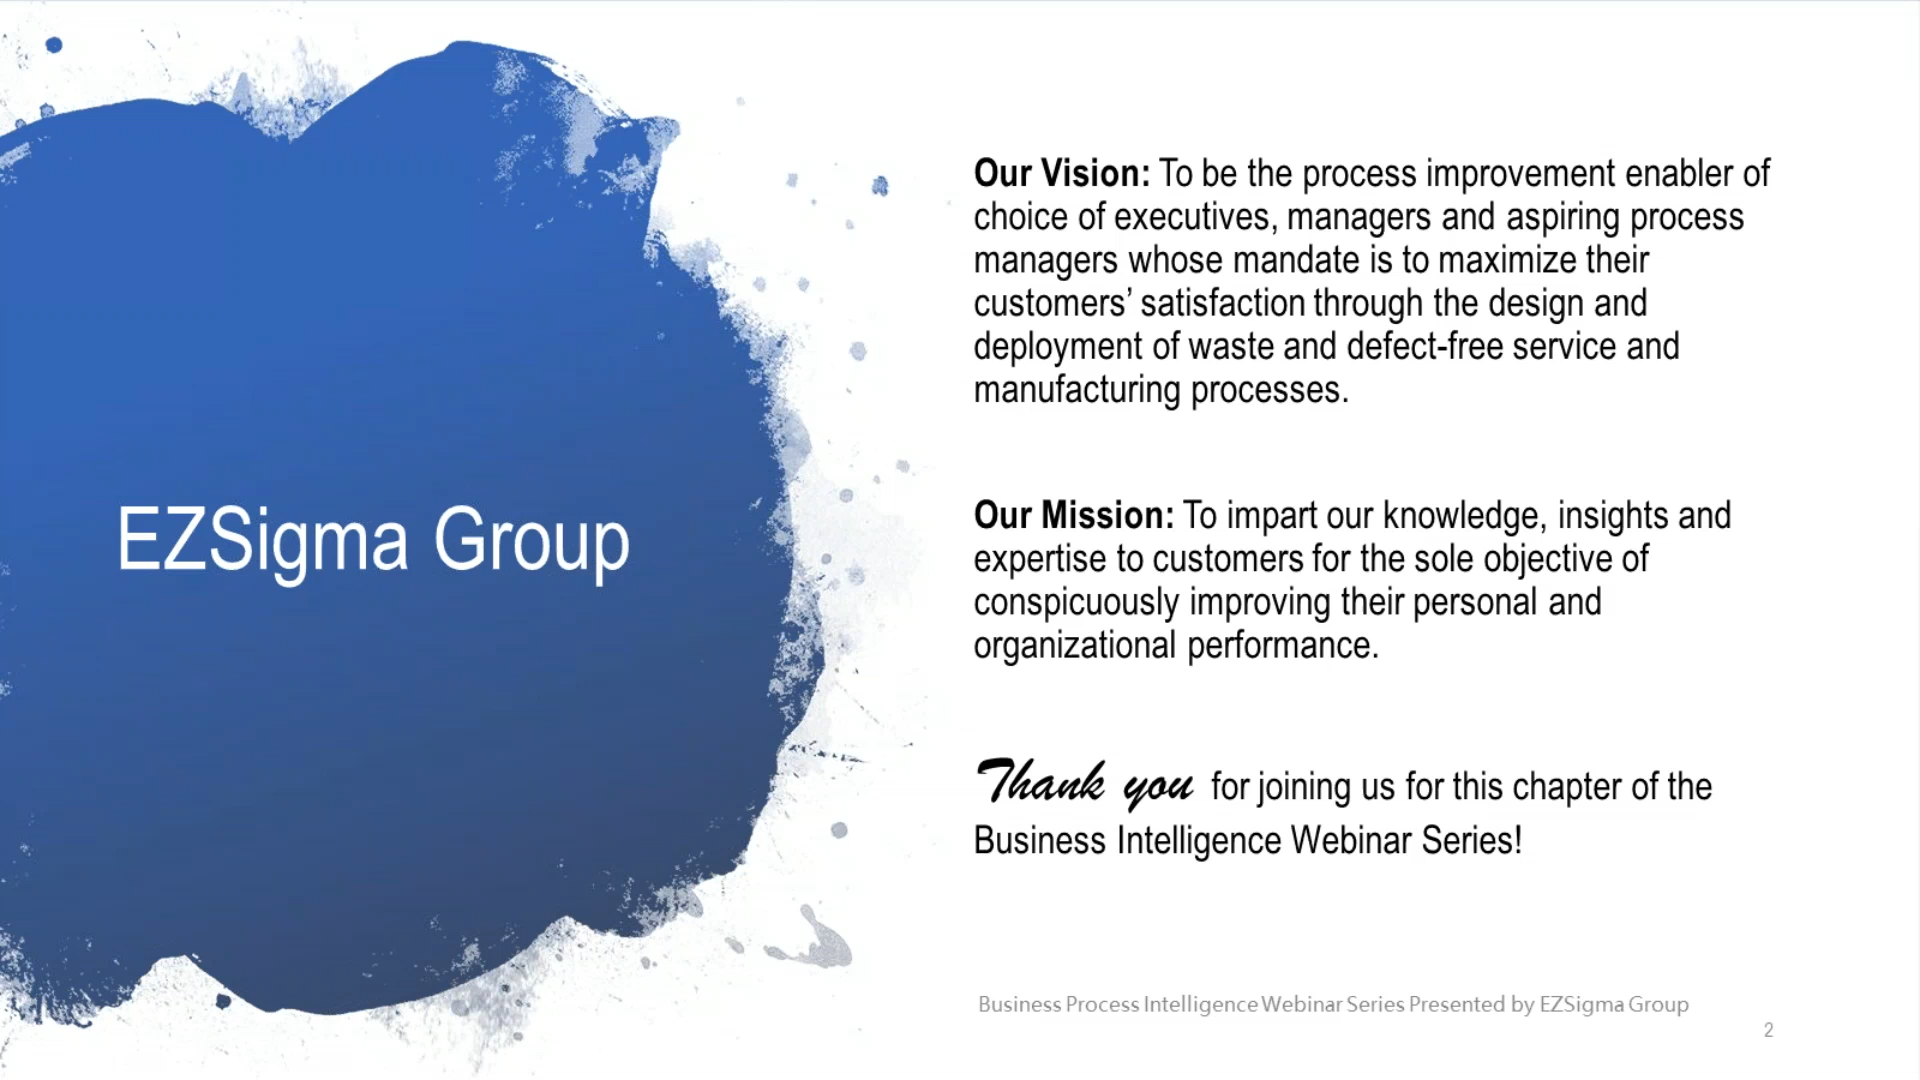 EZSigma Group
Our Vision: To be the process improvement enabler of
choice of executives, managers and aspiring process
managers whose mandate is to maximize their
customers’ satisfaction through the design and
deployment of waste and defect-free service and
manufacturing processes.
Our Mission: To impart our knowledge, insights and
expertise to customers for the sole objective of
conspicuously improving their personal and
organizational performance.
Thank you for joining us for this chapter of the
Business Intelligence Webinar Series!
Business Process Intelligence Webinar Series Presented by EZSigma Group
2